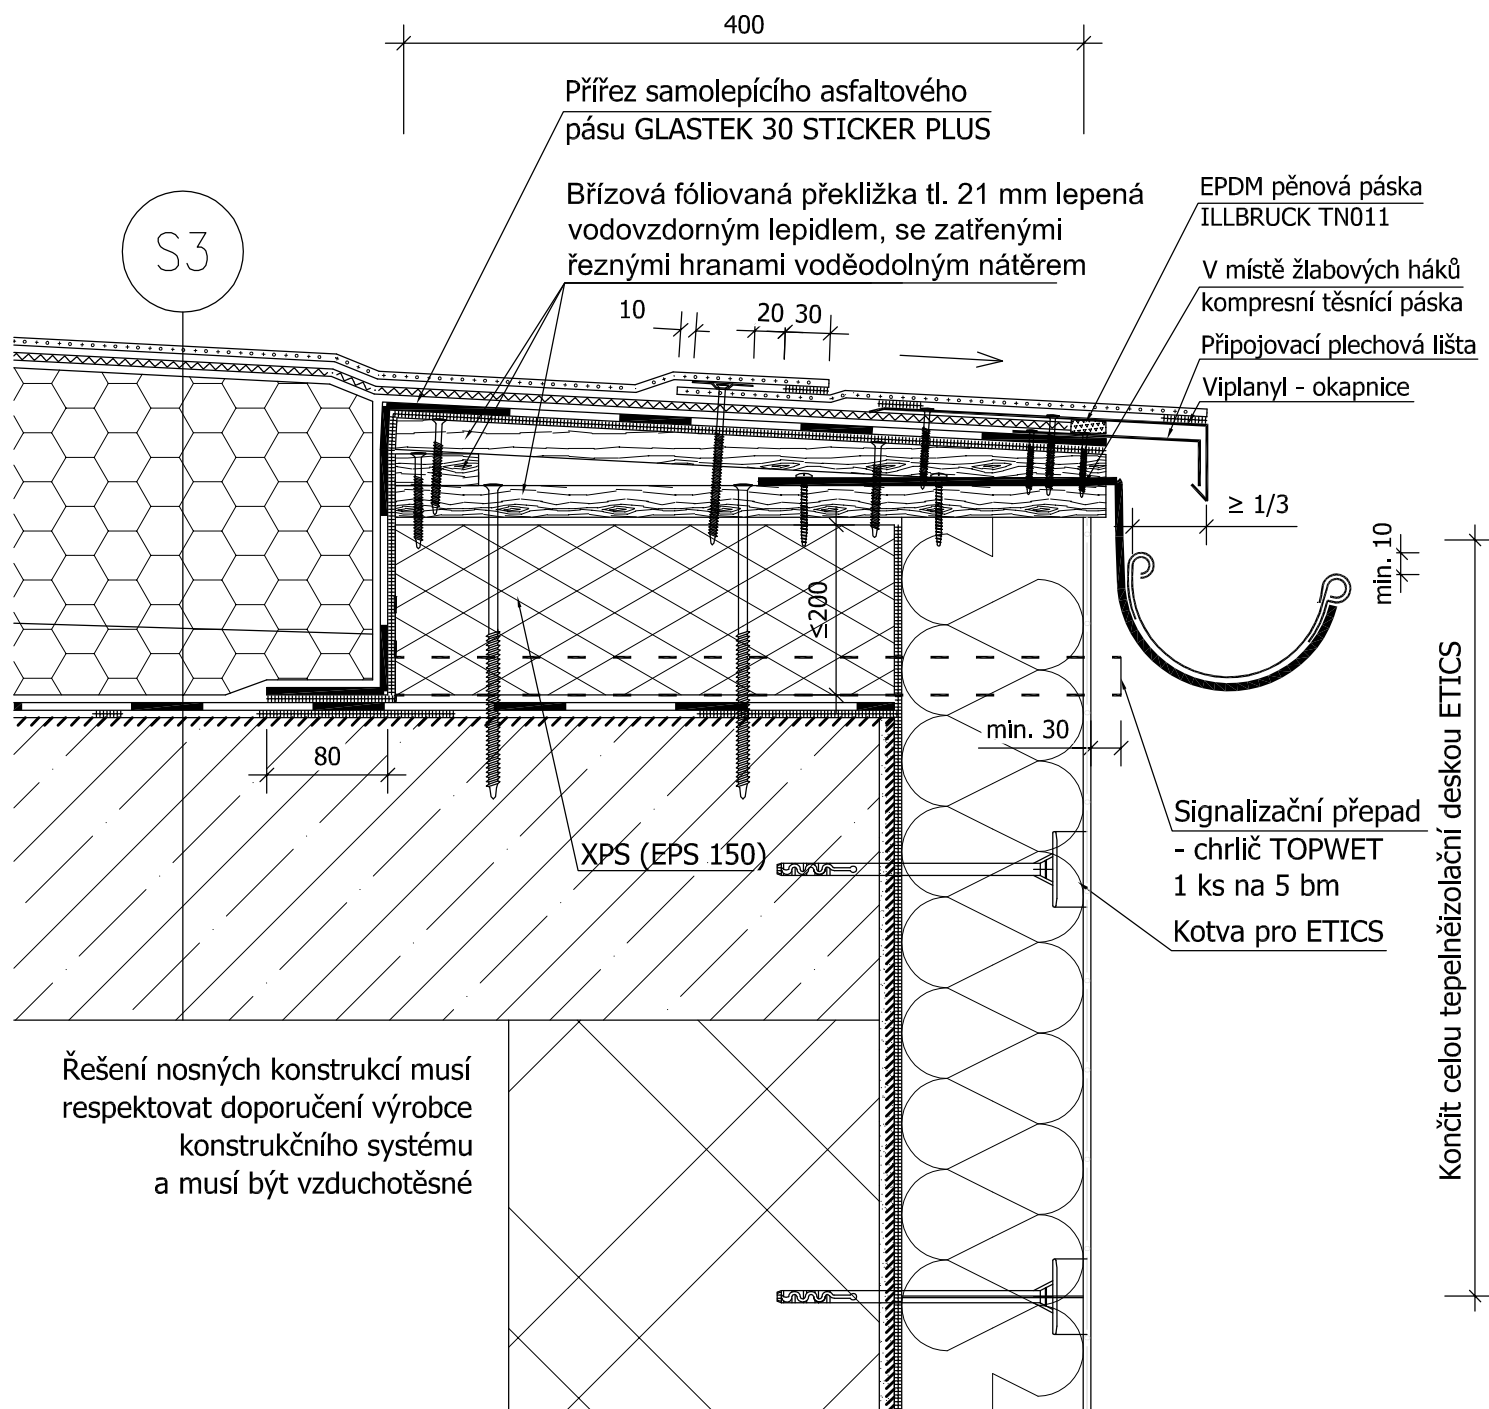 400
Přířez samolepícího asfaltového
pásu GLASTEK 30 STICKER PLUS
Břízová fóliovaná překližka tl. 21 mm lepená
vodovzdorným lepidlem, se zatřenými
řeznými hranami voděodolným nátěrem
EPDM pěnová páska
ILLBRUCK TN011
V místě žlabových háků
kompresní těsnící páska
Připojovací plechová lišta
Viplanyl - okapnice
S3
10
20
30
≥ 1/3
min. 10
≤200
min. 30
80
XPS (EPS 150)
Signalizační přepad
- chrlič TOPWET
1 ks na 5 bm
Kotva pro ETICS
Končit celou tepelněizolační deskou ETICS
Řešení nosných konstrukcí musí
respektovat doporučení výrobce
konstrukčního systému
a musí být vzduchotěsné